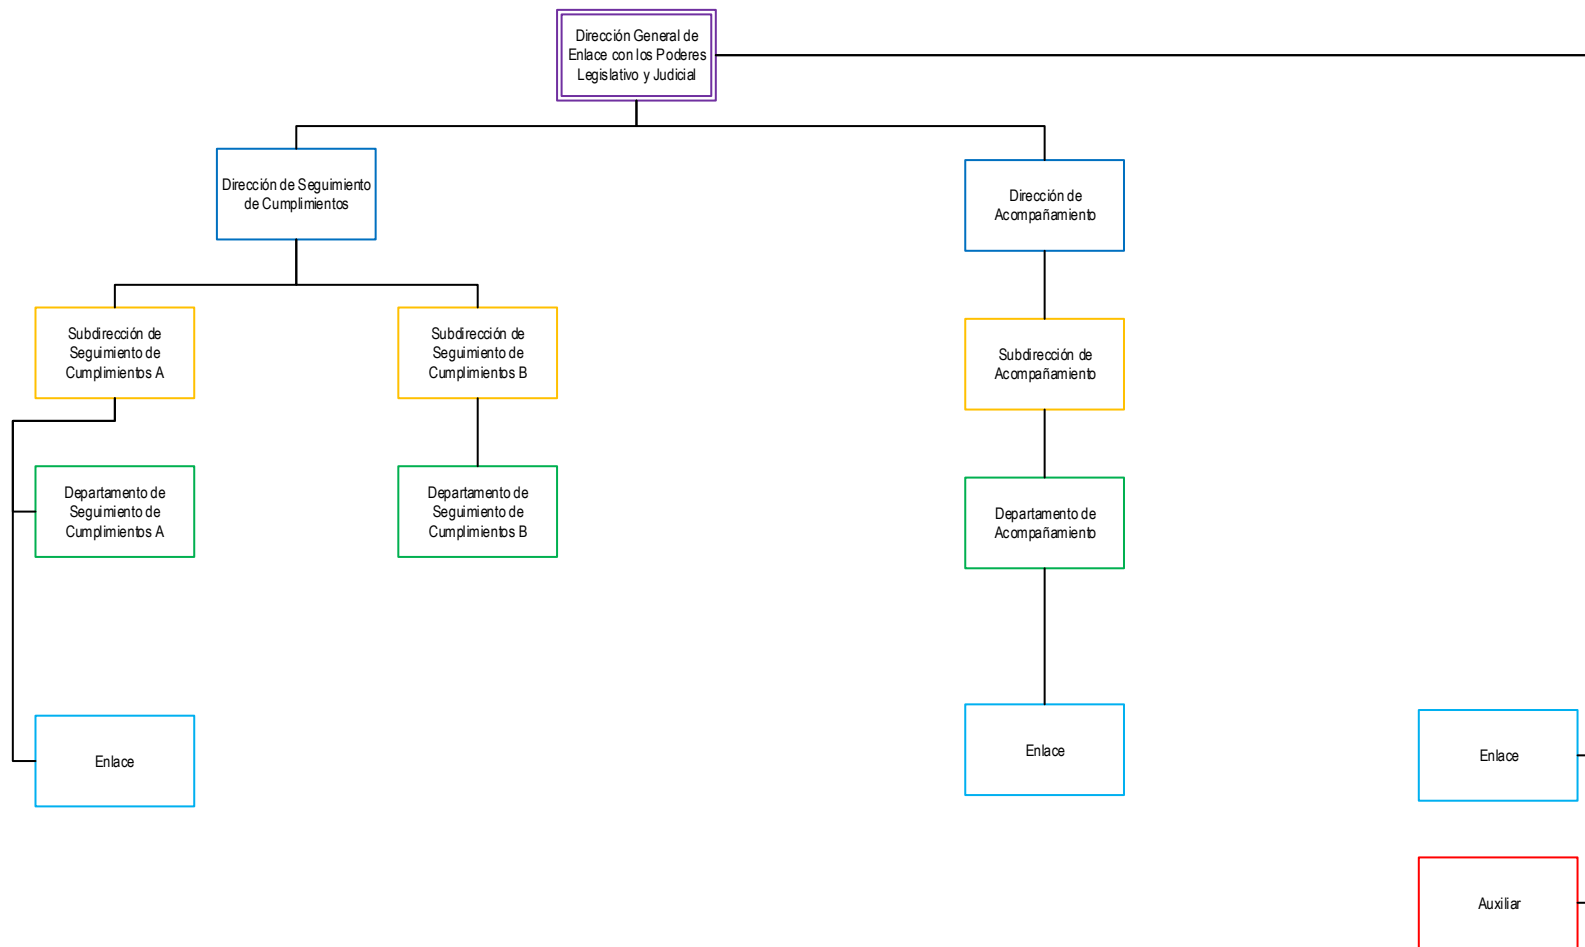 Dirección General de
Enlace con los Poderes
Legislativo y Judicial
Dirección de Seguimiento
de Cumplimientos
Dirección de
Acompañamiento
Subdirección de
Seguimiento de
Cumplimientos A
Subdirección de
Seguimiento de
Cumplimientos B
Subdirección de
Acompañamiento
Departamento de
Seguimiento de
Cumplimientos A
Departamento de
Seguimiento de
Cumplimientos B
Departamento de
Acompañamiento
Enlace
Enlace
Enlace
Auxiliar